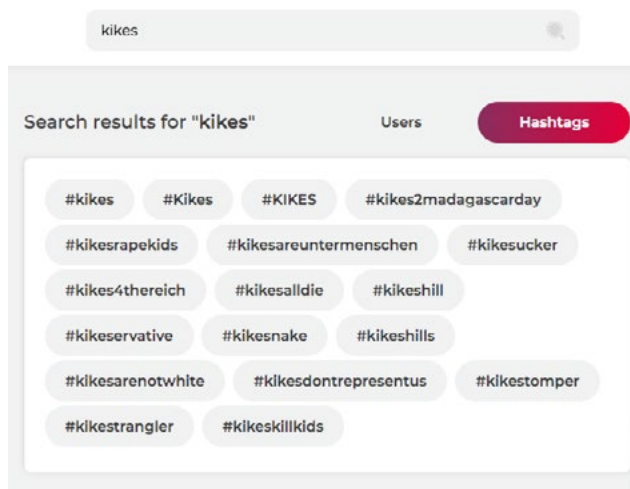 kikes
Search results for "kikes" Users Hashtags
#kikes #Kikes #KIKES #kikes2madagascarday
#kikesrapekids #kikesareuntermenschen #kikesucker
#kikes4thereich #kikesalldie #kikeshill
#kikeservative #kikesnake #kikeshills
#kikesarenotwhite #kikesdontrepresentus #kikestomper
#kikestrangler #kikeskillkids